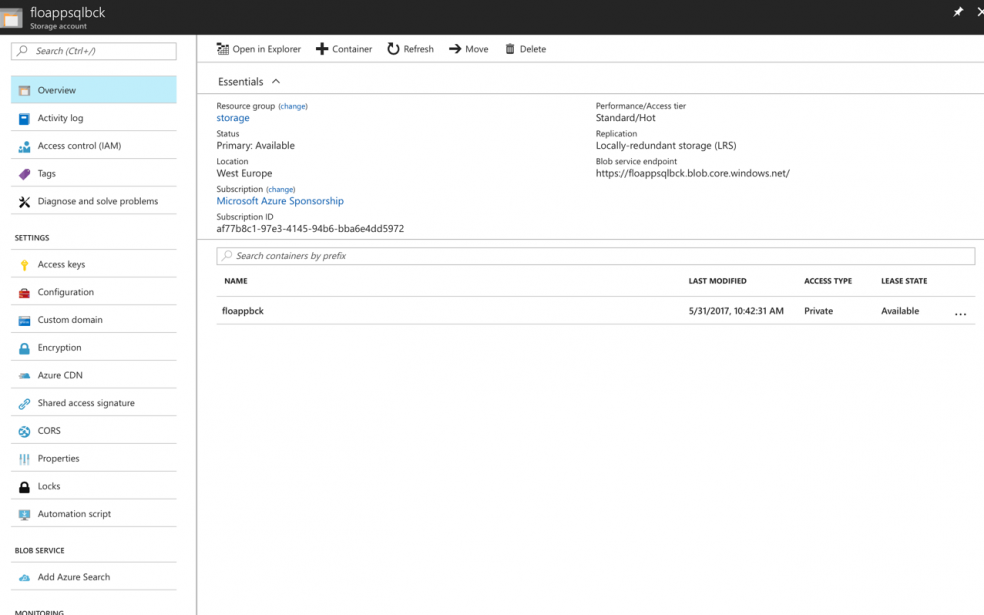 floappsqlbck
Storage account
Search (Ctrl+/)
Overview
Activity log
Access control (IAM)
Tags
Diagnose and solve problems
SETTINGS
Access keys
Configuration
Custom domain
Encryption
Azure CDN
Shared access signature
CORS
Properties
Locks
Automation script
BLOB SERVICE
Add Azure Search
MONITORING
Open in Explorer Container Refresh Move Delete
Essentials
Resource group (change)
storage
Status
Primary: Available
Location
West Europe
Subscription (change)
Microsoft Azure Sponsorship
Subscription ID
af77b8c1-97e3-4145-94b6-bba6e4dd5972
Performance/Access tier
Standard/Hot
Replication
Locally-redundant storage (LRS)
Blob service endpoint
https://floappsqlbck.blob.core.windows.net/
Search containers by prefix
NAME LAST MODIFIED ACCESS TYPE LEASE STATE
floappbck 5/31/2017, 10:42:31 AM Private Available ...